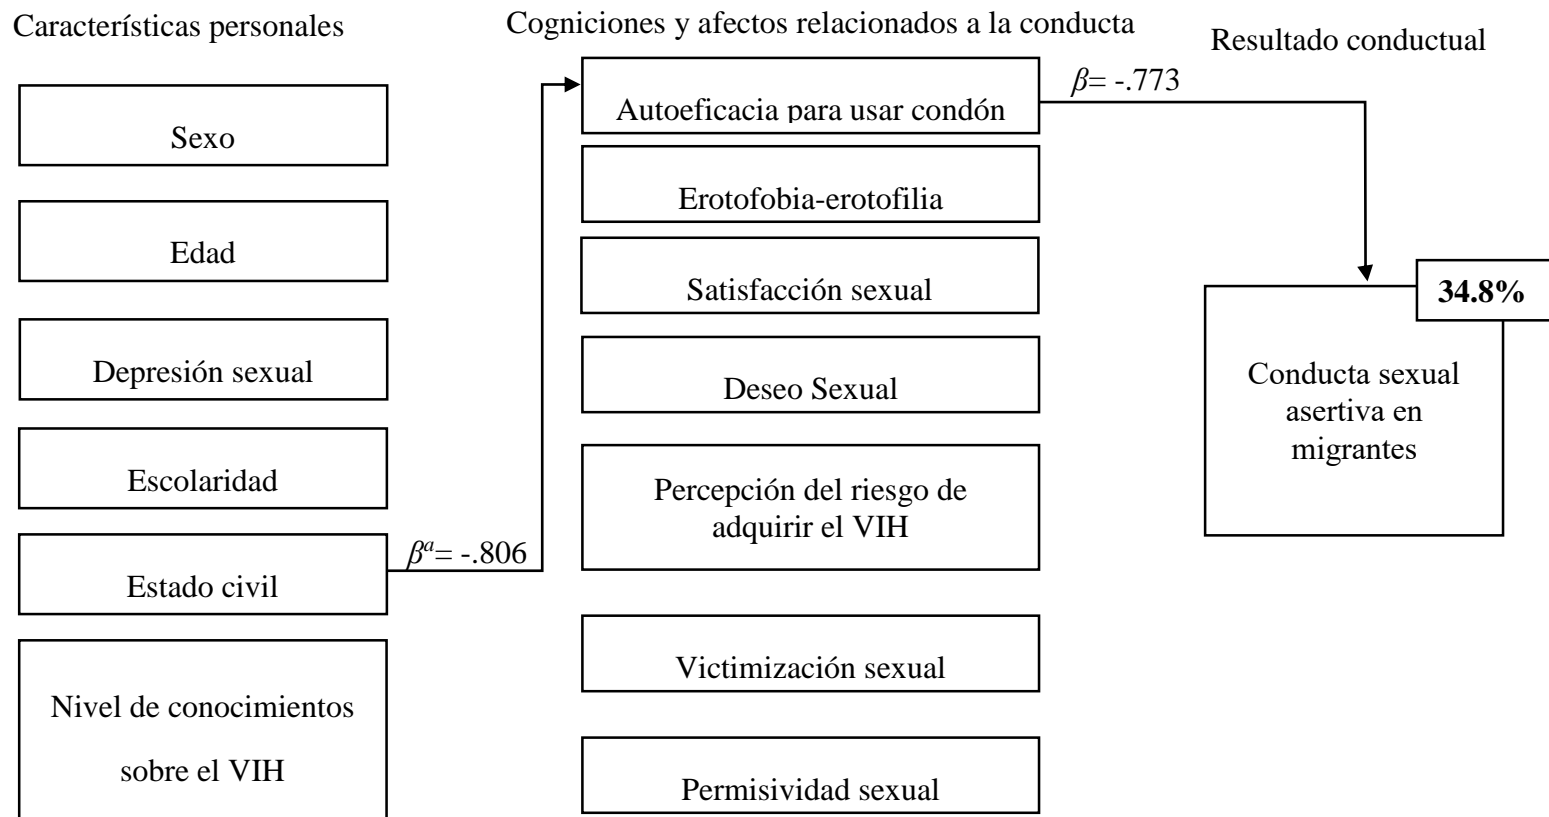 Características personales
Cogniciones y afectos relacionados a la conducta
Resultado conductual
Sexo
Edad
Depresión sexual
Escolaridad
Estado civil
Nivel de conocimientos
sobre el VIH
βᵃ= -.806
Autoeficacia para usar condón
Erotofobia-erotofilia
Satisfacción sexual
Deseo Sexual
Percepción del riesgo de
adquirir el VIH
Victimización sexual
Permisividad sexual
β= -.773
34.8%
Conducta sexual
asertiva en
migrantes